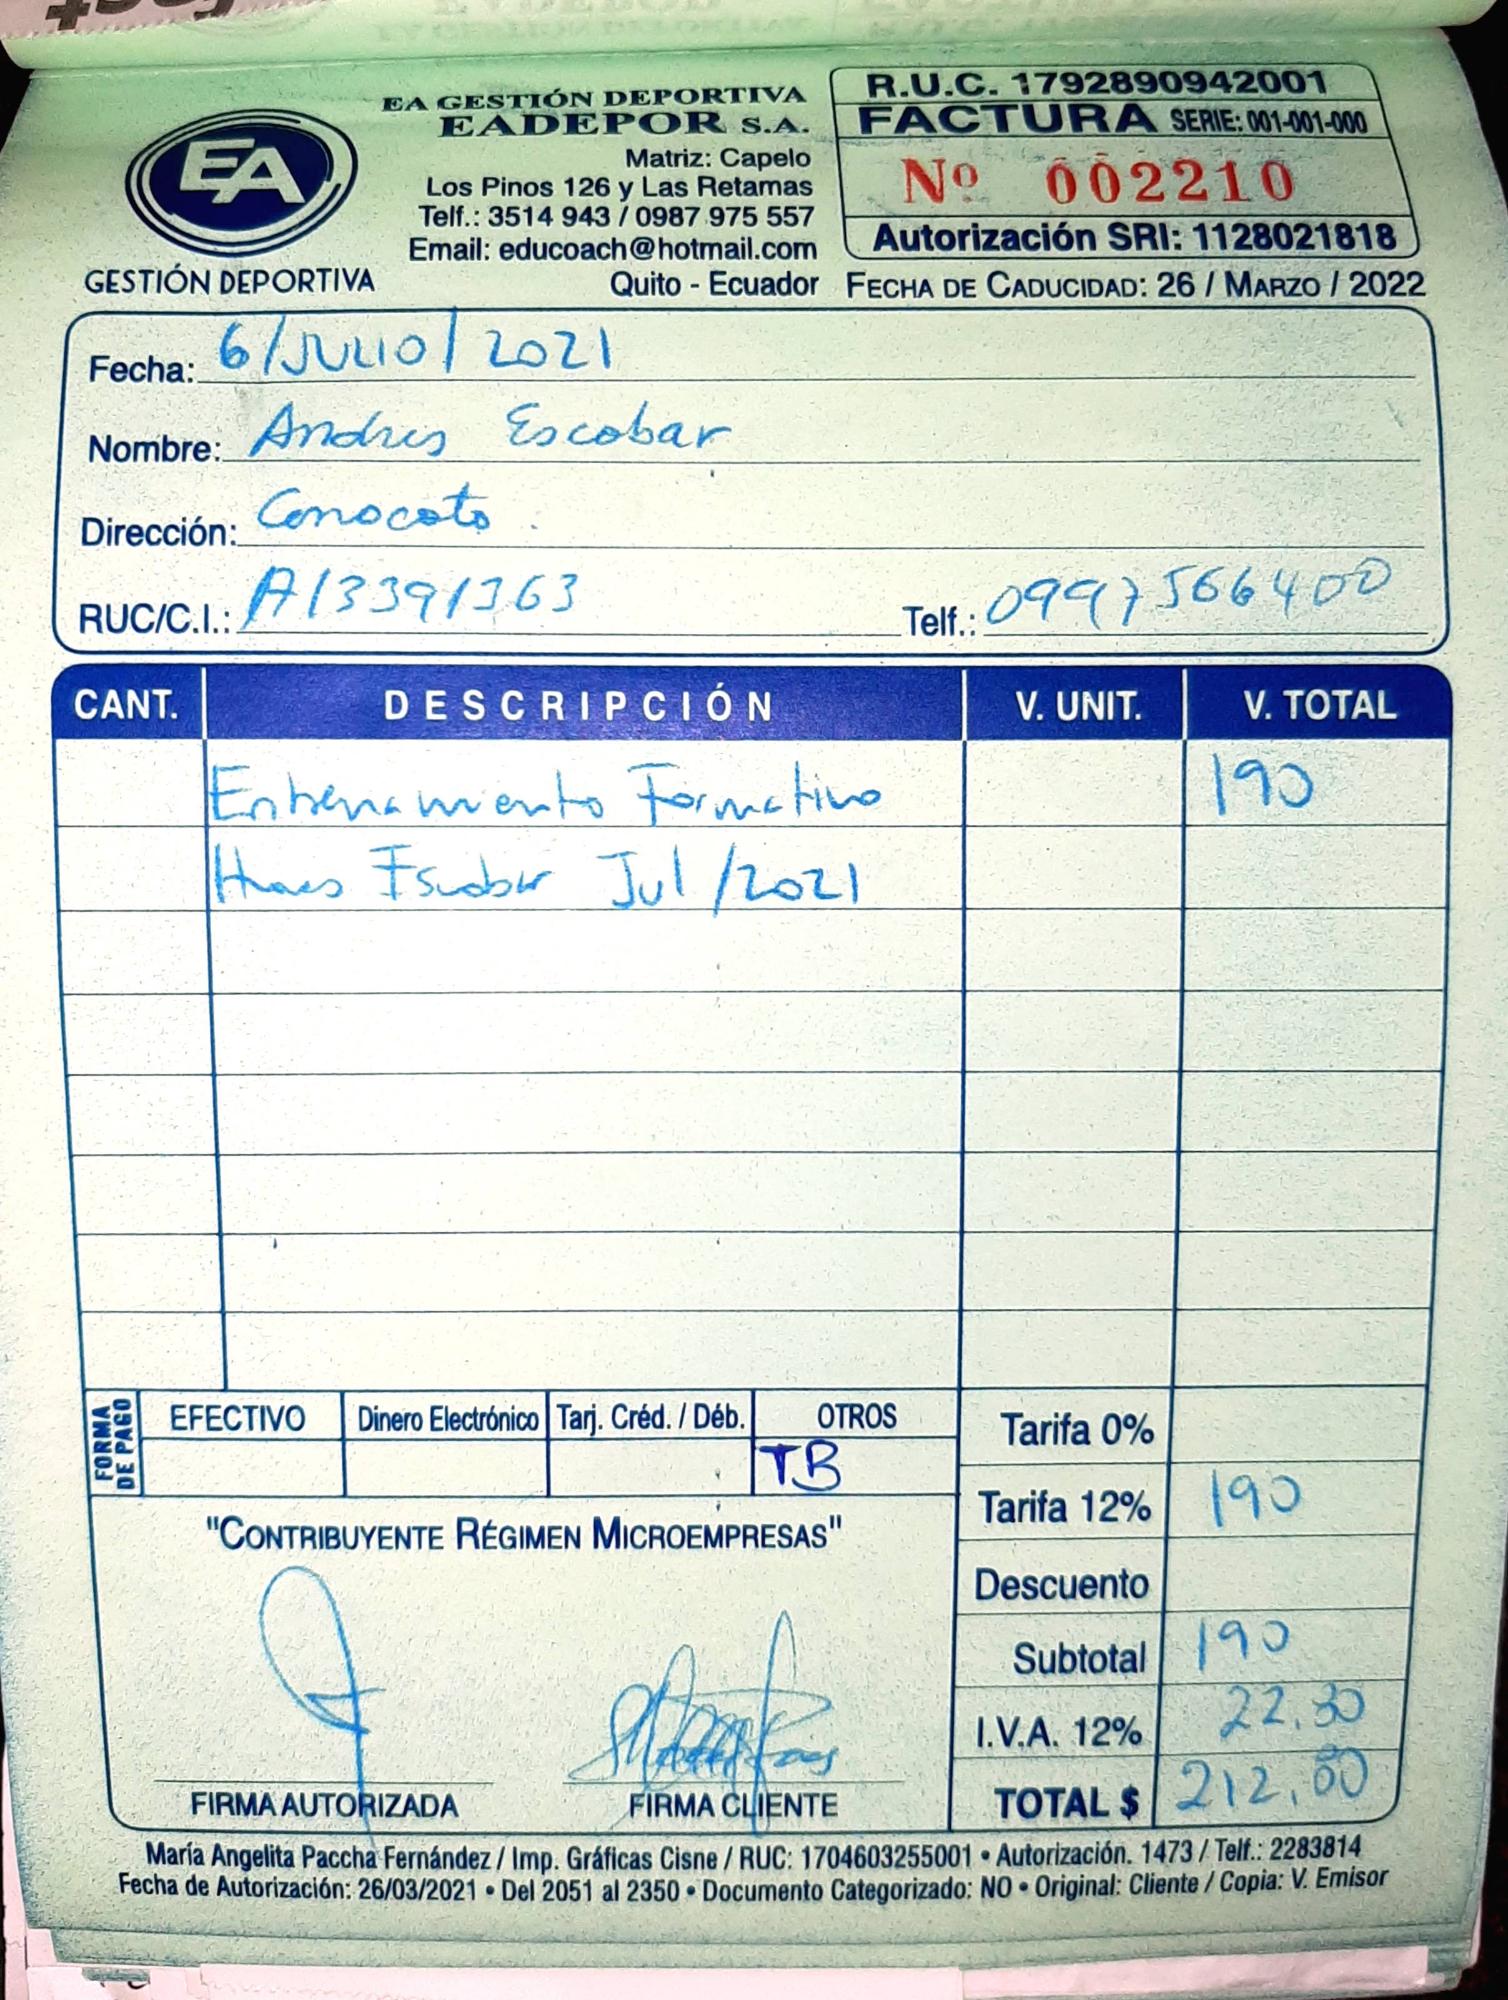 EA GESTIÓN DEPORTIVA
EADEPOR S.A.
Matriz: Capelo
Los Pinos 126 y Las Retamas
Telf.: 3514 943 / 0987 975 557
Email: educoach@hotmail.com
Quito - Ecuador
EA
GESTIÓN DEPORTIVA
R.U.C. 1792890942001
FACTURA SERIE: 001-001-000
Nº 002210
Autorización SRI: 1128021818
FECHA DE CADUCIDAD: 26 / MARZO / 2022
Fecha: 6/JULIO/2021
Nombre: Andres Escobar
Dirección: Conocoto.
RUC/C.I.: A13391363 Telf.: 0997566400
CANT. DESCRIPCIÓN V. UNIT. V. TOTAL
Entrenamiento Formativo 190
Escobar Jul/2021
FORMA DE PAGO
EFECTIVO Dinero Electrónico Tarj. Créd. / Déb. OTROS
TB
Tarifa 0%
Tarifa 12% 190
Descuento
Subtotal 190
I.V.A. 12% 22,80
TOTAL $ 212,80
"CONTRIBUYENTE RÉGIMEN MICROEMPRESAS"
FIRMA AUTORIZADA FIRMA CLIENTE
María Angelita Paccha Fernández / Imp. Gráficas Cisne / RUC: 1704603255001 • Autorización. 1473 / Telf.: 2283814
Fecha de Autorización: 26/03/2021 • Del 2051 al 2350 • Documento Categorizado: NO • Original: Cliente / Copia: V. Emisor